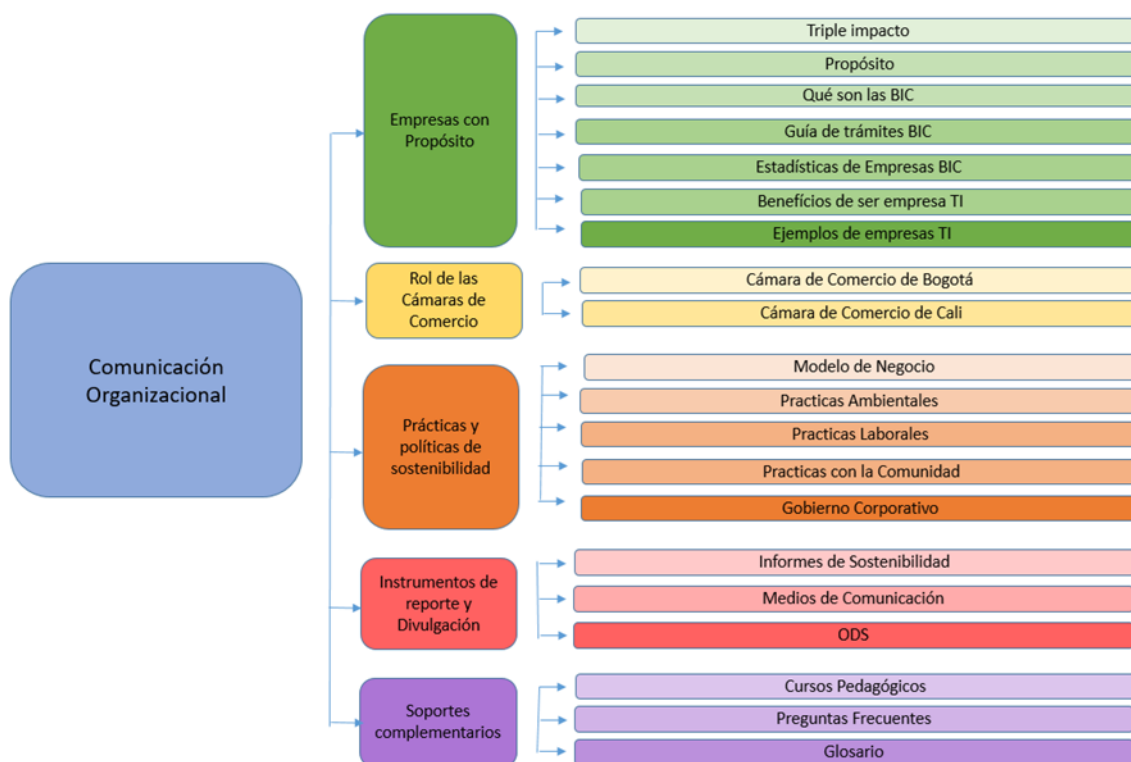 Comunicación
Organizacional
Empresas con
Propósito
Triple impacto
Propósito
Qué son las BIC
Guía de trámites BIC
Estadísticas de Empresas BIC
Benefícios de ser empresa TI
Ejemplos de empresas TI
Rol de las
Cámaras de
Comercio
Cámara de Comercio de Bogotá
Cámara de Comercio de Cali
Prácticas y
políticas de
sostenibilidad
Modelo de Negocio
Practicas Ambientales
Practicas Laborales
Practicas con la Comunidad
Gobierno Corporativo
Instrumentos de
reporte y
Divulgación
Informes de Sostenibilidad
Medios de Comunicación
ODS
Soportes
complementarios
Cursos Pedagógicos
Preguntas Frecuentes
Glosario